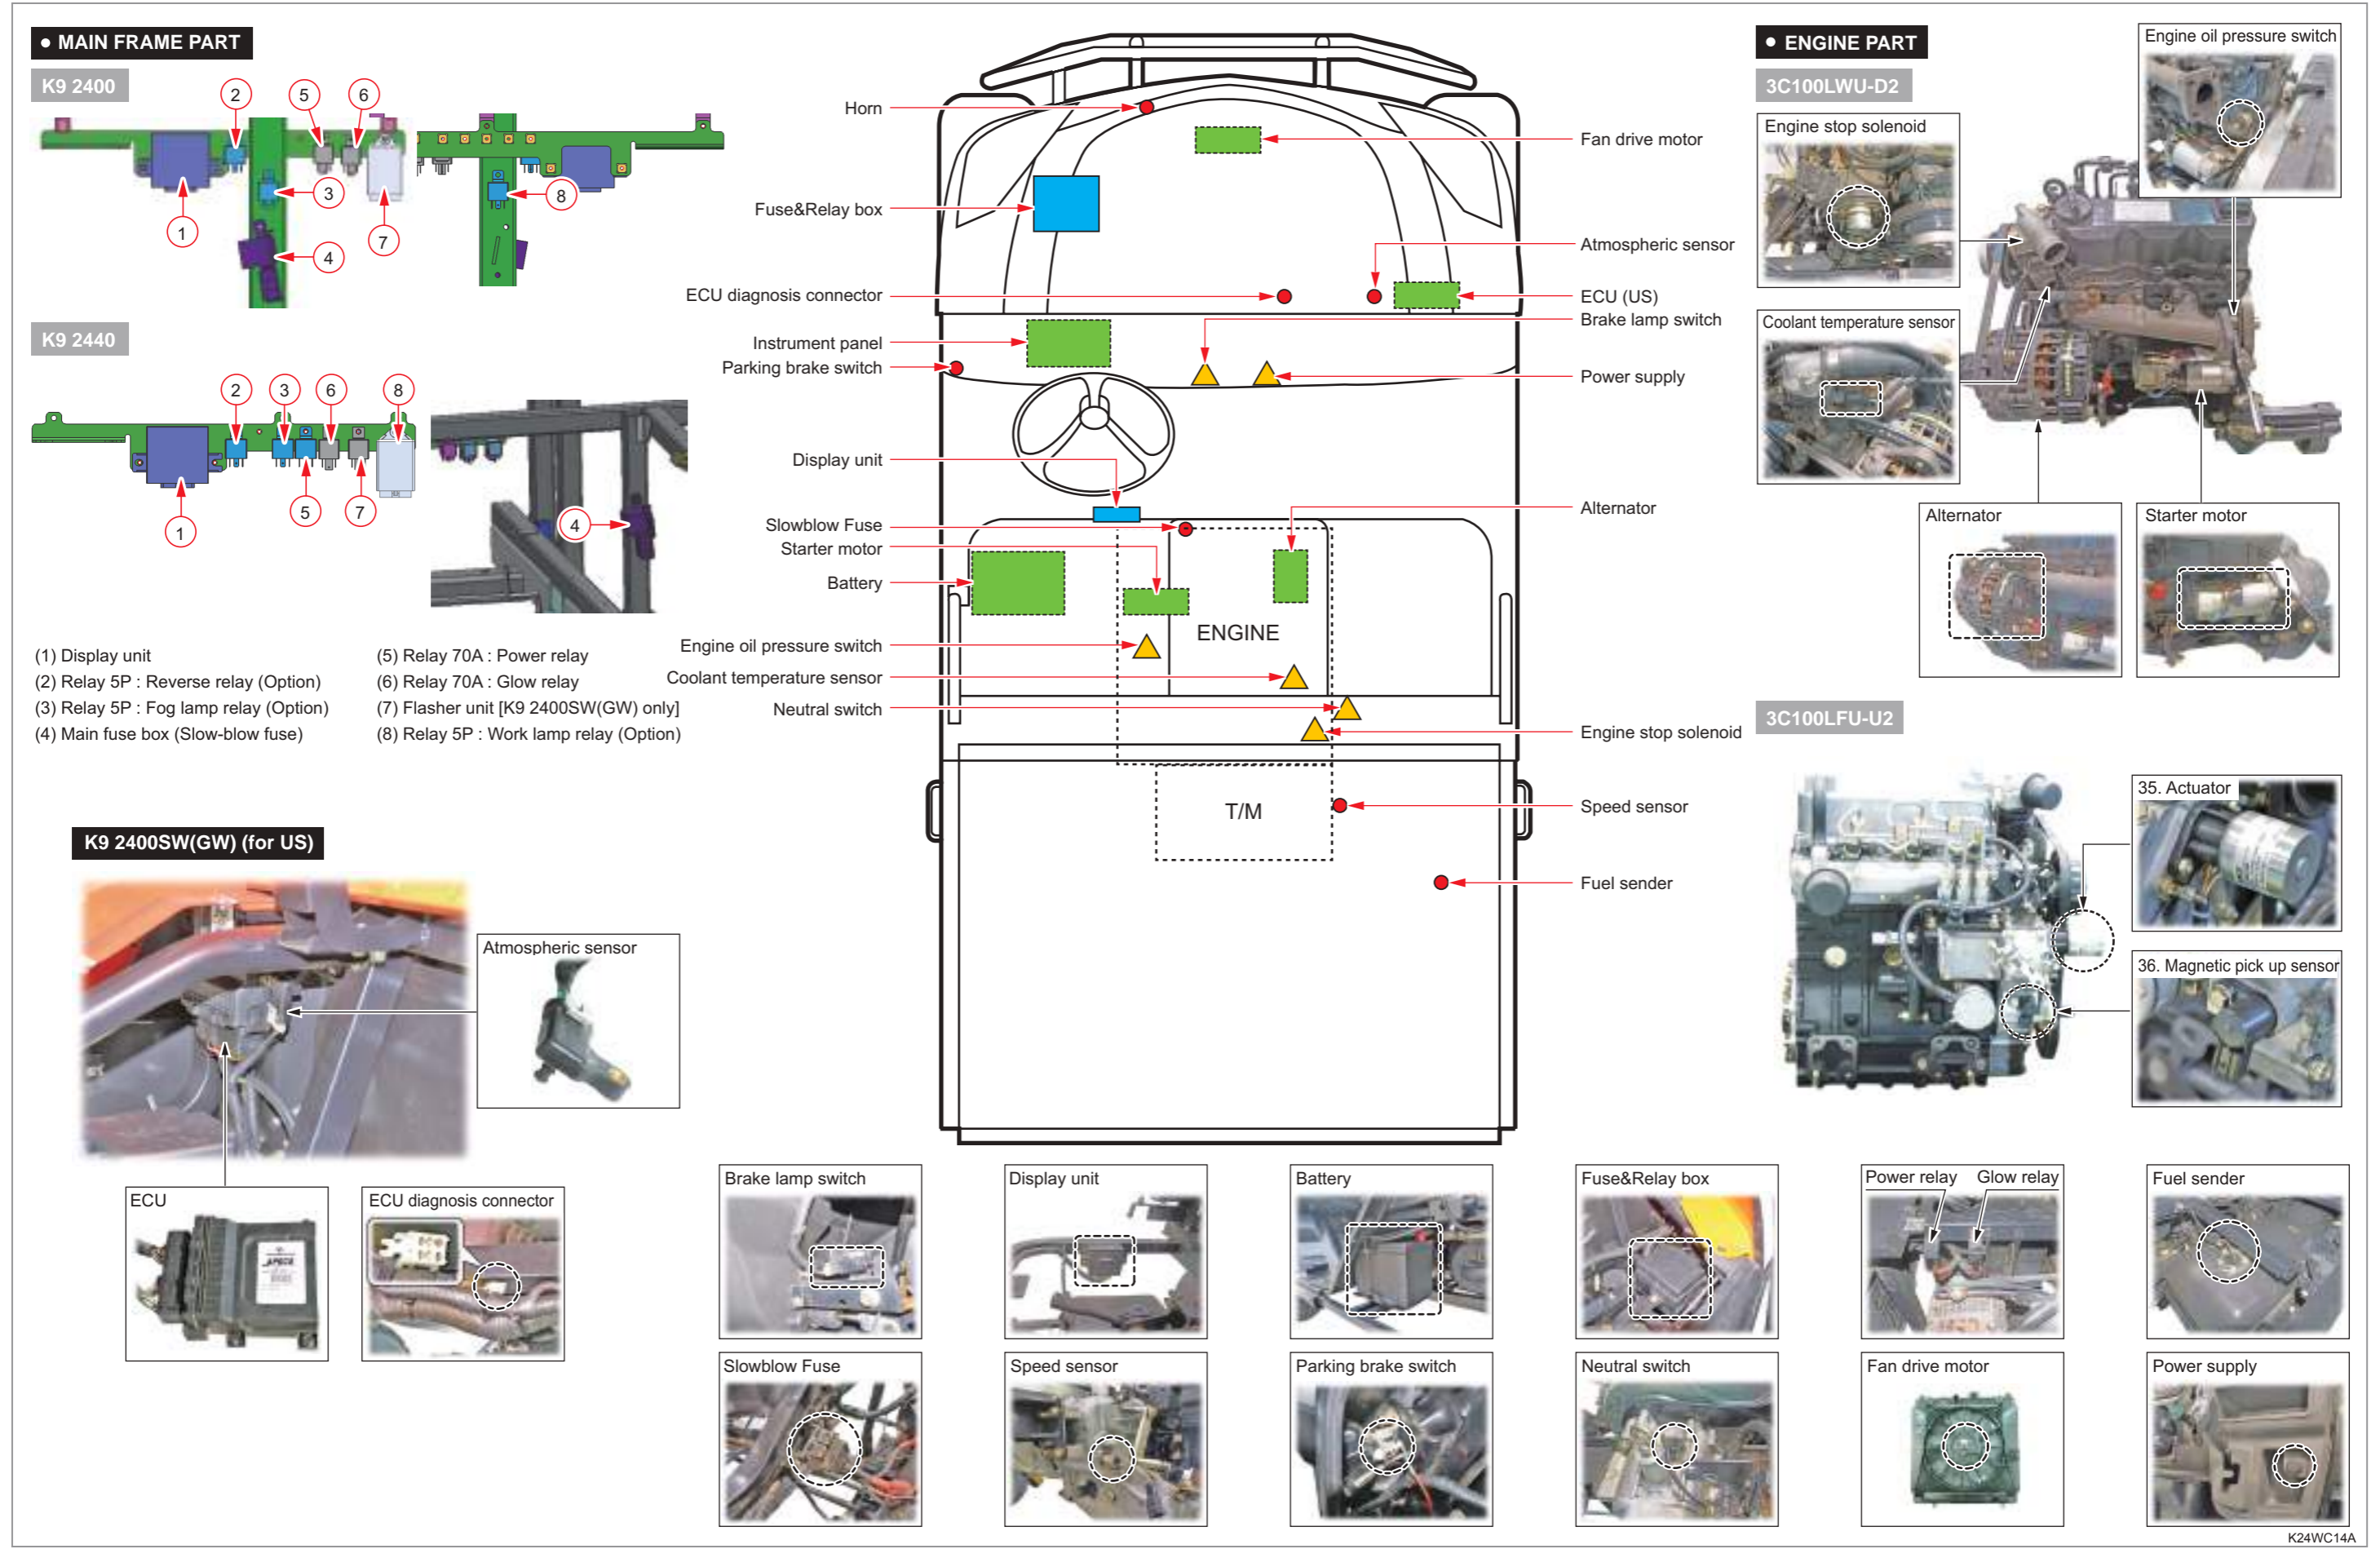 ● MAIN FRAME PART
K9 2400
2
5
6
3
8
1
7
4
K9 2440
2
3
6
8
1
5
7
4
(1) Display unit
(2) Relay 5P : Reverse relay (Option)
(3) Relay 5P : Fog lamp relay (Option)
(4) Main fuse box (Slow-blow fuse)
(5) Relay 70A : Power relay
(6) Relay 70A : Glow relay
(7) Flasher unit [K9 2400SW(GW) only]
(8) Relay 5P : Work lamp relay (Option)
K9 2400SW(GW) (for US)
Atmospheric sensor
ECU
ECU diagnosis connector
Horn
Fuse&Relay box
ECU diagnosis connector
Instrument panel
Parking brake switch
Display unit
Slowblow Fuse
Starter motor
Battery
Engine oil pressure switch
Coolant temperature sensor
Neutral switch
ENGINE
T/M
Fan drive motor
Atmospheric sensor
ECU (US)
Brake lamp switch
Power supply
Alternator
Engine stop solenoid
Speed sensor
Fuel sender
● ENGINE PART
3C100LWU-D2
Engine oil pressure switch
Engine stop solenoid
Coolant temperature sensor
Alternator
Starter motor
3C100LFU-U2
35. Actuator
36. Magnetic pick up sensor
Brake lamp switch
Display unit
Battery
Fuse&Relay box
Power relay
Glow relay
Fuel sender
Slowblow Fuse
Speed sensor
Parking brake switch
Neutral switch
Fan drive motor
Power supply
K24WC14A